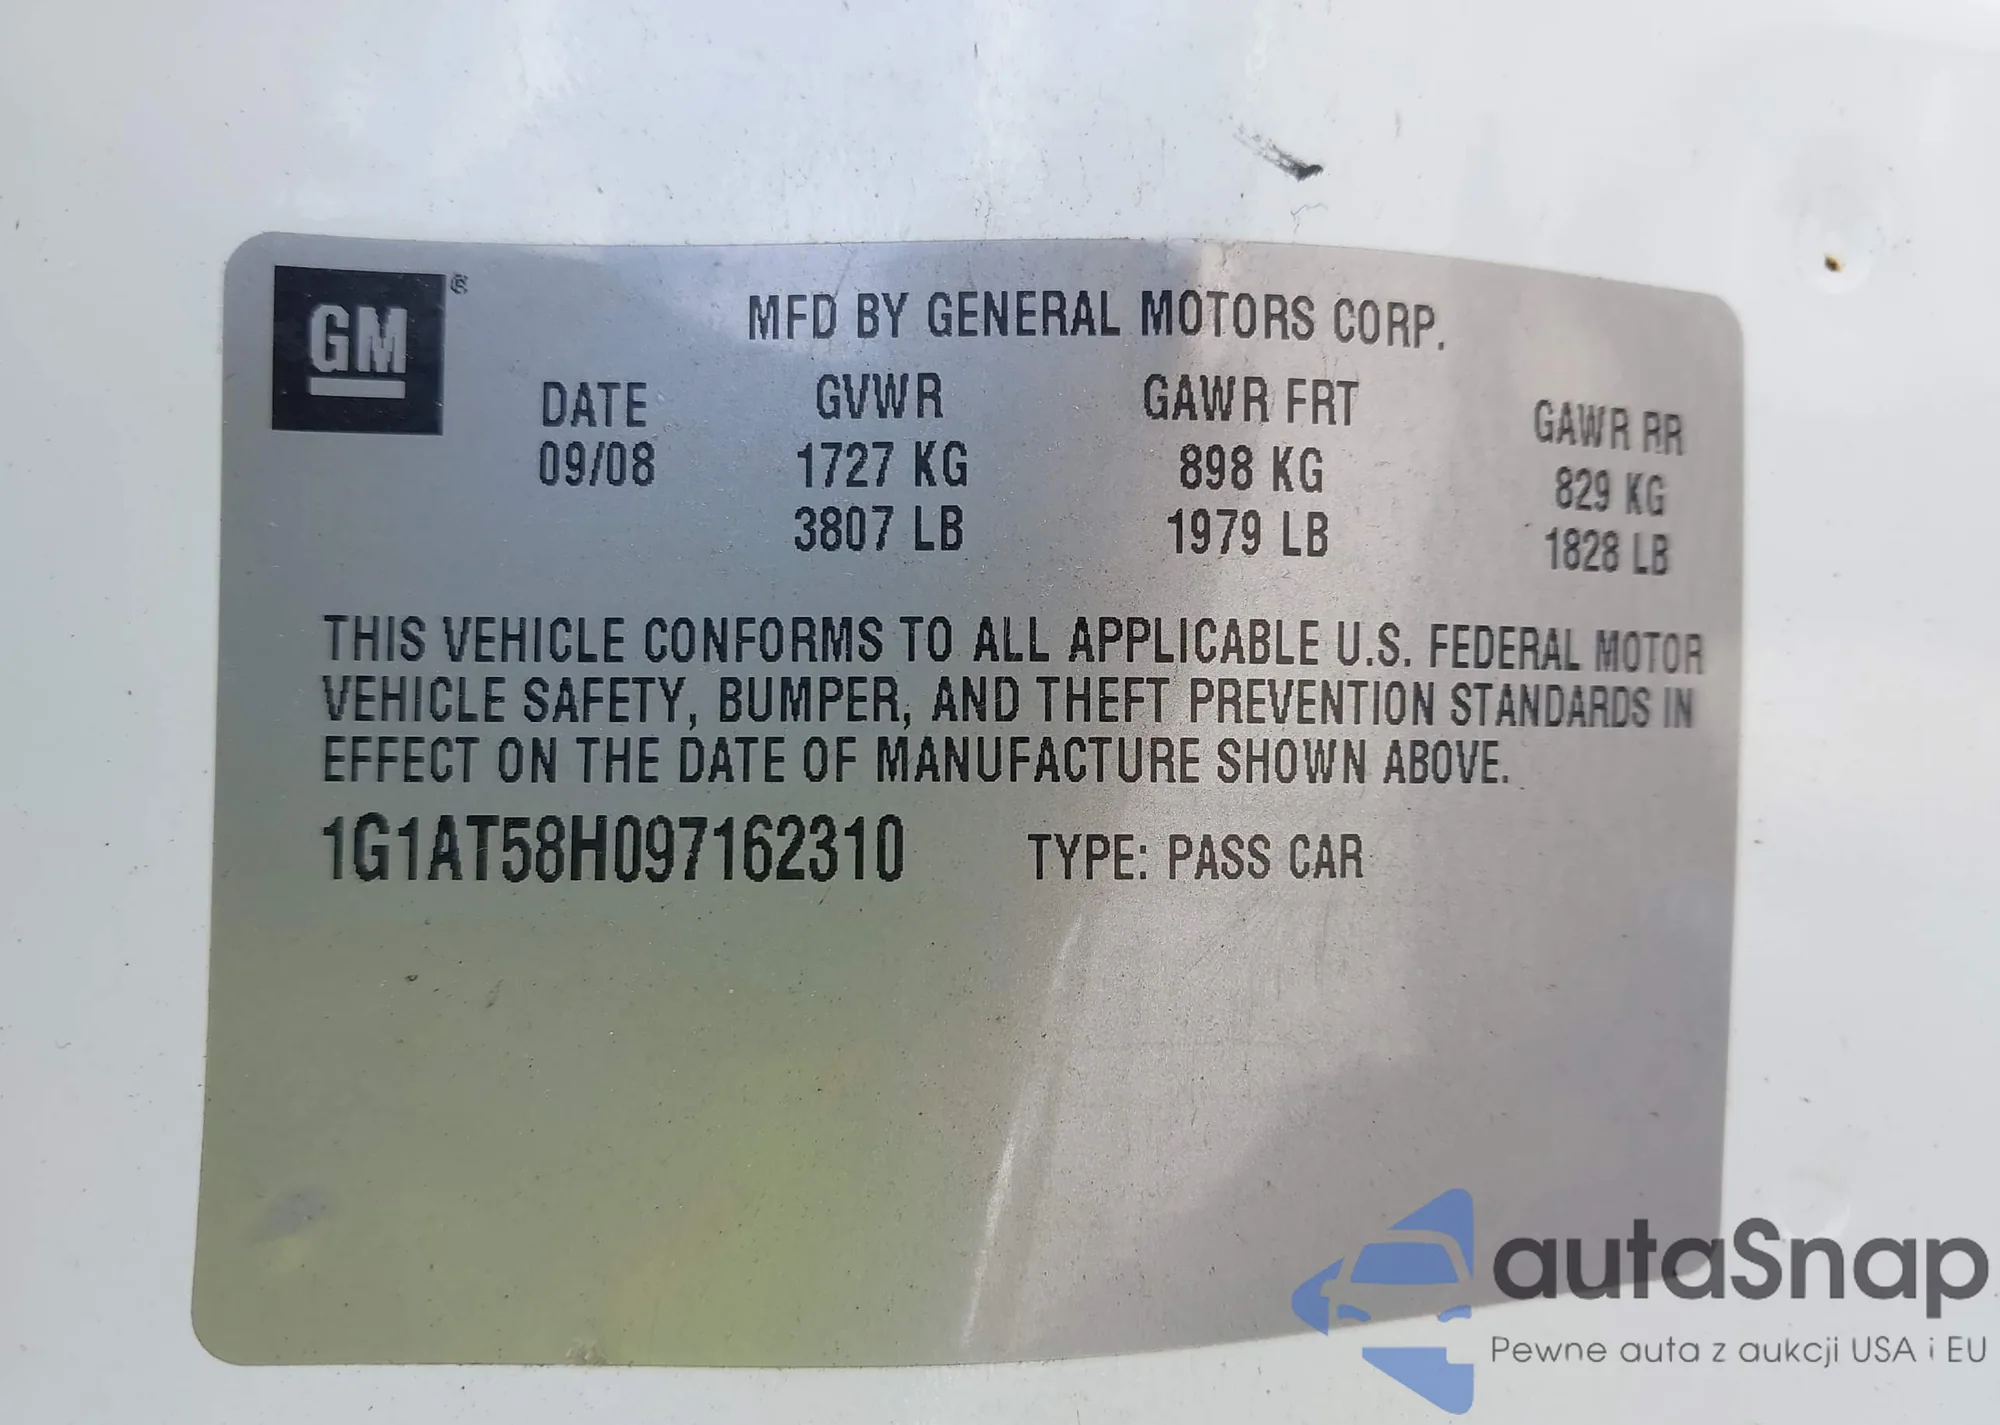 GM ®
MFD BY GENERAL MOTORS CORP.
DATE GVWR GAWR FRT GAWR RR
09/08 1727 KG 898 KG 829 KG
3807 LB 1979 LB 1828 LB
THIS VEHICLE CONFORMS TO ALL APPLICABLE U.S. FEDERAL MOTOR
VEHICLE SAFETY, BUMPER, AND THEFT PREVENTION STANDARDS IN
EFFECT ON THE DATE OF MANUFACTURE SHOWN ABOVE.
1G1AT58H097162310 TYPE: PASS CAR
autaSnap
Pewne auta z aukcji USA i EU